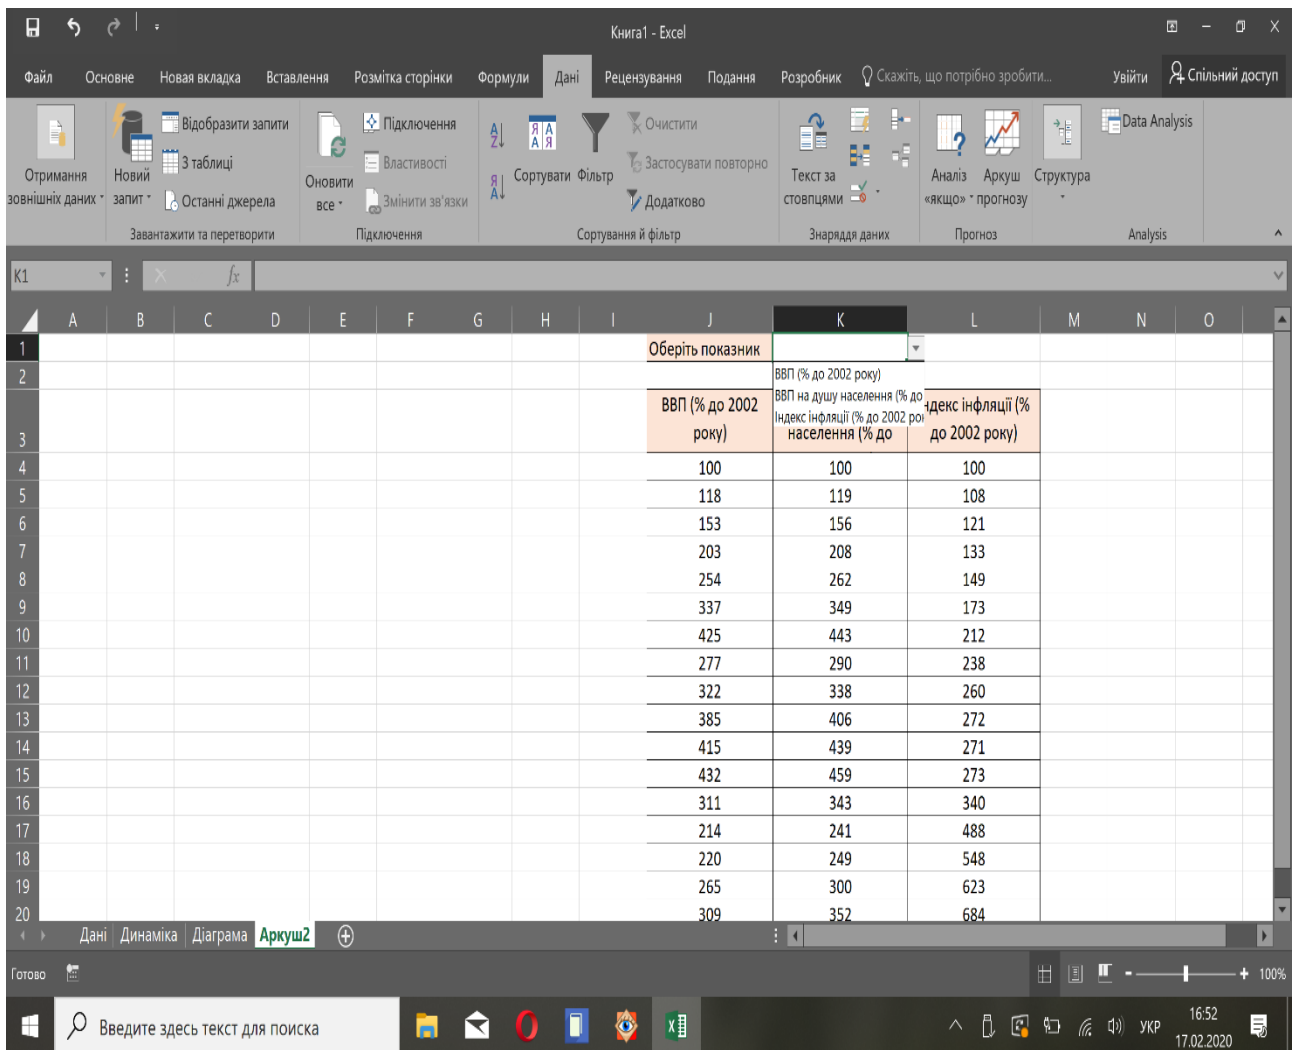 Книга1 - Excel
Файл Основне Новая вкладка Вставлення Розмітка сторінки Формули Дані Рецензування Подання Розробник Скажіть, що потрібно зробити... Увійти Спільний доступ
Отримання зовнішніх даних
Новий запит
Відобразити запити
З таблиці
Останні джерела
Завантажити та перетворити
Оновити все
Підключення
Властивості
Змінити зв'язки
Підключення
Сортувати
Фільтр
Очистити
Застосувати повторно
Додатково
Сортування й фільтр
Текст за стовпцями
Знаряддя даних
Аналіз «якщо»
Аркуш прогнозу
Прогноз
Структура
Data Analysis
Analysis
K1 fx
A B C D E F G H I J K L M N O
1 Оберіть показник
2 ВВП (% до 2002 року)
ВВП на душу населення (% до
Індекс інфляції (% до 2002 рок
ВВП (% до 2002 ндекс інфляції (%
3 року) населення (% до до 2002 року)
4 100 100 100
5 118 119 108
6 153 156 121
7 203 208 133
8 254 262 149
9 337 349 173
10 425 443 212
11 277 290 238
12 322 338 260
13 385 406 272
14 415 439 271
15 432 459 273
16 311 343 340
17 214 241 488
18 220 249 548
19 265 300 623
20 309 352 684
Дані Динаміка Діаграма Аркуш2
Готово 100%
Введите здесь текст для поиска УКР 16:52
17.02.2020